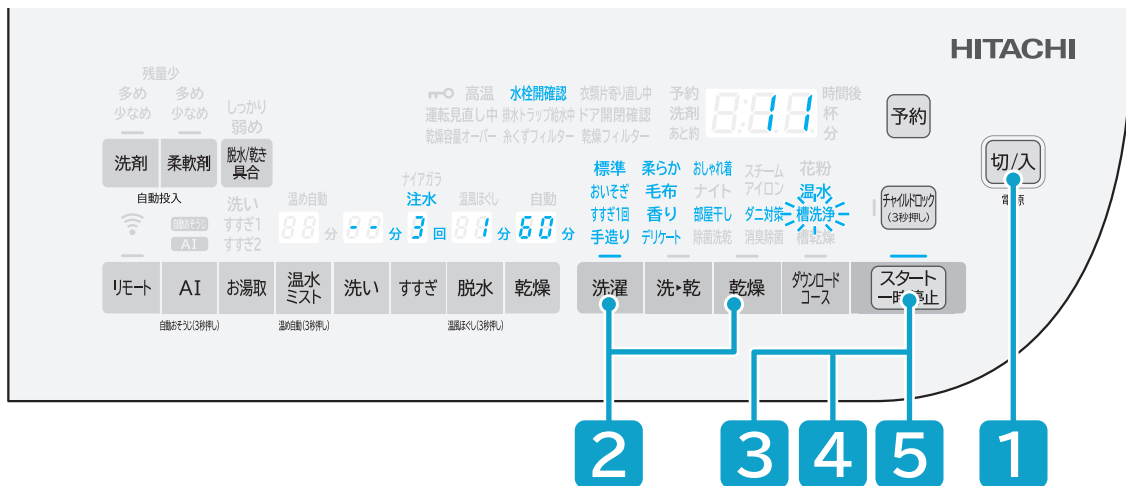 HITACHI
残量少
多め 多め
少なめ 少なめ しっかり
弱め
高温 水栓開確認 衣類片寄り直し中
運転見直し中 排水トラップ給水中 ドア開閉確認
乾燥容量オーバー 糸くずフィルター 乾燥フィルター
予約 11 時間後
洗剤 杯
あと約 分
予約
切/入
電源
洗剤 柔軟剤 脱水/乾き具合
自動投入
洗い
すすぎ1
すすぎ2
自動おそうじ
AI
温め自動
ナイアガラ
注水
温風ほぐし
自動
88 分 -- 分 3 回 1 分 60 分
標準 柔らか おしゃれ着 スチームアイロン 花粉
おいそぎ 毛布 ナイト 温水
すすぎ1回 香り 部屋干し ダニ対策 槽洗浄
手造り デリケート 除菌洗乾 消臭除菌 槽乾燥
チャイルドロック
(3秒押し)
リモート AI お湯取 温水ミスト 洗い すすぎ 脱水 乾燥
洗濯 洗▸乾 乾燥 ダウンロードコース スタート一時停止
自動おそうじ(3秒押し) 温め自動(3秒押し) 温風ほぐし(3秒押し)
2 3 4 5 1